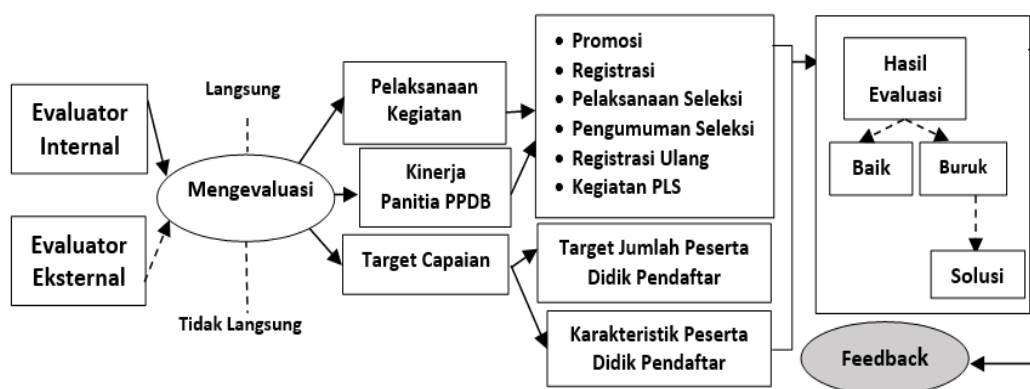 Evaluator
Internal
Evaluator
Eksternal
Langsung
Mengevaluasi
Tidak Langsung
Pelaksanaan
Kegiatan
Kinerja
Panitia PPDB
Target Capaian
• Promosi
• Registrasi
• Pelaksanaan Seleksi
• Pengumuman Seleksi
• Registrasi Ulang
• Kegiatan PLS
Target Jumlah Peserta
Didik Pendaftar
Karakteristik Peserta
Didik Pendaftar
Hasil
Evaluasi
Baik
Buruk
Solusi
Feedback